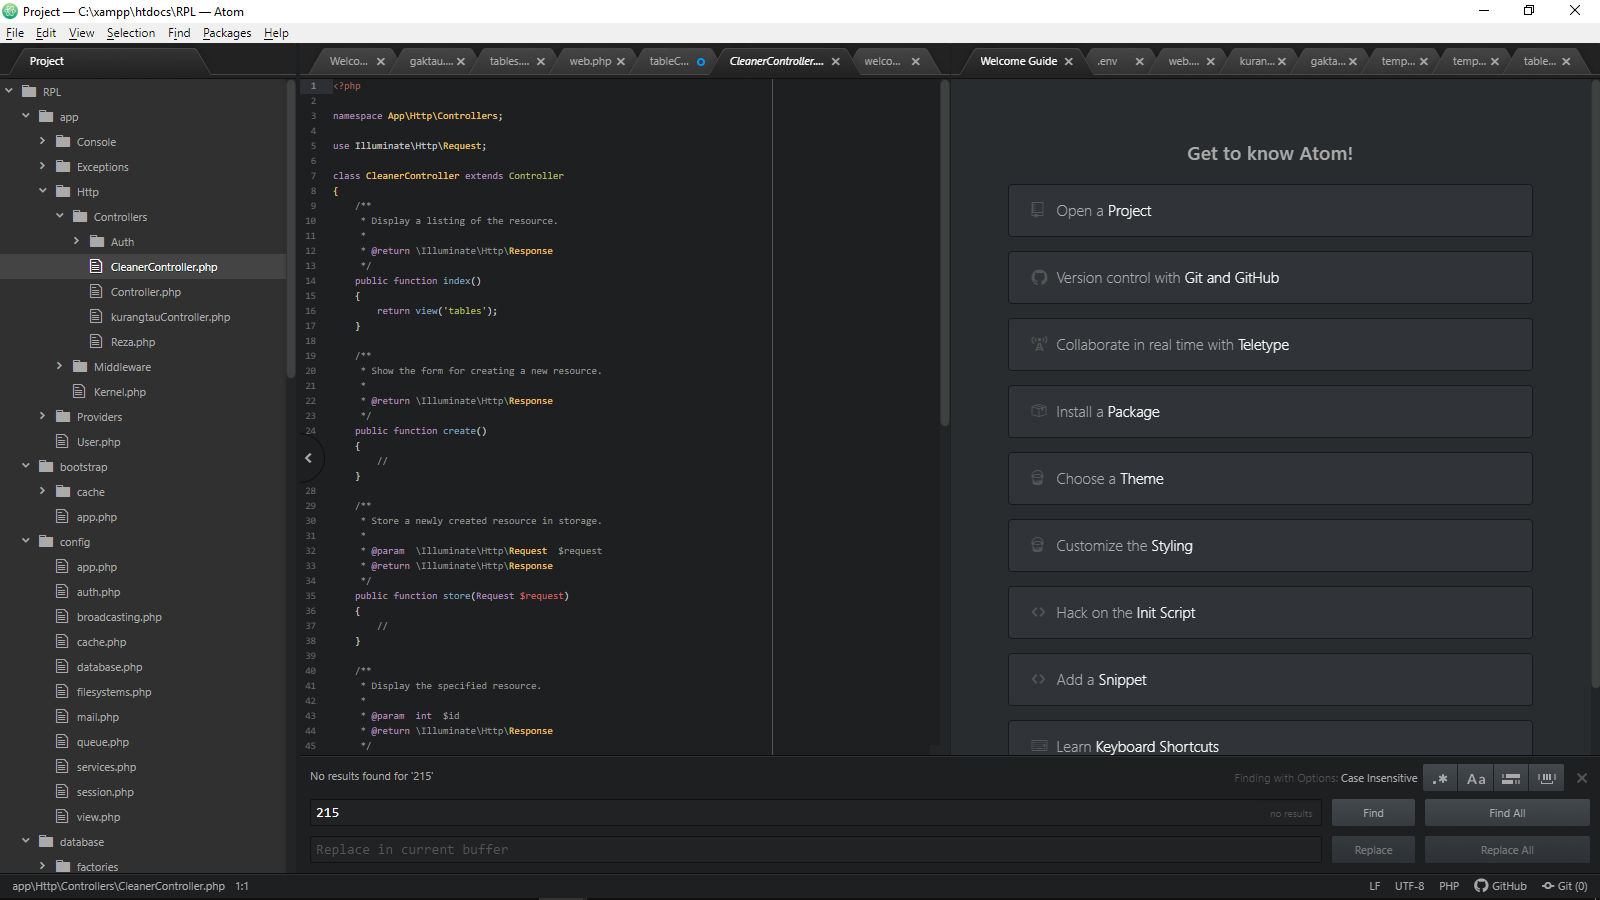 Project — C:\xampp\htdocs\RPL — Atom
File Edit View Selection Find Packages Help
Project
Welco...
gaktau....
tables....
web.php
tableC...
CleanerController....
welco...
Welcome Guide
.env
web....
kuran...
gakta...
temp...
temp...
table...
RPL
app
Console
Exceptions
Http
Controllers
Auth
CleanerController.php
Controller.php
kurangtauController.php
Reza.php
Middleware
Kernel.php
Providers
User.php
bootstrap
cache
app.php
config
app.php
auth.php
broadcasting.php
cache.php
database.php
filesystems.php
mail.php
queue.php
services.php
session.php
view.php
database
factories
1 <?php
2
3 namespace App\Http\Controllers;
4
5 use Illuminate\Http\Request;
6
7 class CleanerController extends Controller
8 {
9 /**
10 * Display a listing of the resource.
11 *
12 * @return \Illuminate\Http\Response
13 */
14 public function index()
15 {
16 return view('tables');
17 }
18
19 /**
20 * Show the form for creating a new resource.
21 *
22 * @return \Illuminate\Http\Response
23 */
24 public function create()
{
//
}
28
29 /**
30 * Store a newly created resource in storage.
31 *
32 * @param \Illuminate\Http\Request $request
33 * @return \Illuminate\Http\Response
34 */
35 public function store(Request $request)
36 {
37 //
38 }
39
40 /**
41 * Display the specified resource.
42 *
43 * @param int $id
44 * @return \Illuminate\Http\Response
45 */
Get to know Atom!
Open a Project
Version control with Git and GitHub
Collaborate in real time with Teletype
Install a Package
Choose a Theme
Customize the Styling
Hack on the Init Script
Add a Snippet
Learn Keyboard Shortcuts
No results found for '215'
Finding with Options: Case Insensitive
.* Aa
215
no results
Find
Find All
Replace in current buffer
Replace
Replace All
app\Http\Controllers\CleanerController.php 1:1
LF UTF-8 PHP GitHub Git (0)